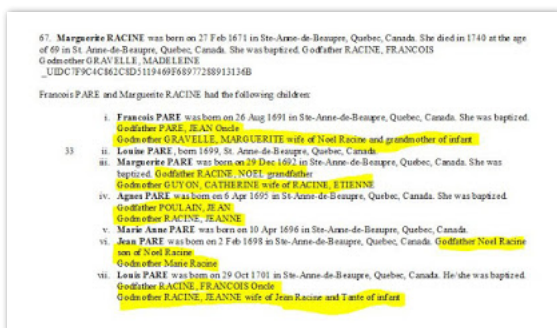 67. Marguerite RACINE was born on 27 Feb 1671 in Ste-Anne-de-Beaupre, Quebec, Canada. She died in 1740 at the age
of 69 in St. Anne-de-Beaupre, Quebec, Canada. She was baptized. Godfather RACINE, FRANCOIS
Godmother GRAVELLE, MADELEINE
_UIDC7F9C4C862C8D5119469F68977288913136B
Francois PARE and Marguerite RACINE had the following children:
i. Francois PARE was born on 26 Aug 1691 in Ste-Anne-de-Beaupre, Quebec, Canada. She was baptized.
Godfather PARE, JEAN Oncle
Godmother GRAVELLE, MARGUERITE wife of Noel Racine and grandmother of infant
33 ii. Louise PARE, born 1699, St. Anne-de-Beaupre, Quebec, Canada.
iii. Marguerite PARE was born on 29 Dec 1692 in Ste-Anne-de-Beaupre, Quebec, Canada. She was
baptized. Godfather RACINE, NOEL grandfather
Godmother GUYON, CATHERINE wife of RACINE, ETIENNE
iv. Agnes PARE was born on 6 Apr 1695 in St-Anne-de-Beaupre, Quebec, Canada. She was baptized.
Godfather POULAIN, JEAN
Godmother RACINE, JEANNE
v. Marie Anne PARE was born on 10 Apr 1696 in Ste-Anne-de-Beaupre, Quebec, Canada.
vi. Jean PARE was born on 2 Feb 1698 in Ste-Anne-de-Beaupre, Quebec, Canada. Godfather Noel Racine
son of Noel Racine
Godmother Marie Racine
vii. Louis PARE was born on 29 Oct 1701 in Ste-Anne-de-Beaupre, Quebec, Canada. He/she was baptized.
Godfather RACINE, FRANCOIS Oncle
Godmother RACINE, JEANNE wife of Jean Racine and Tante of infant